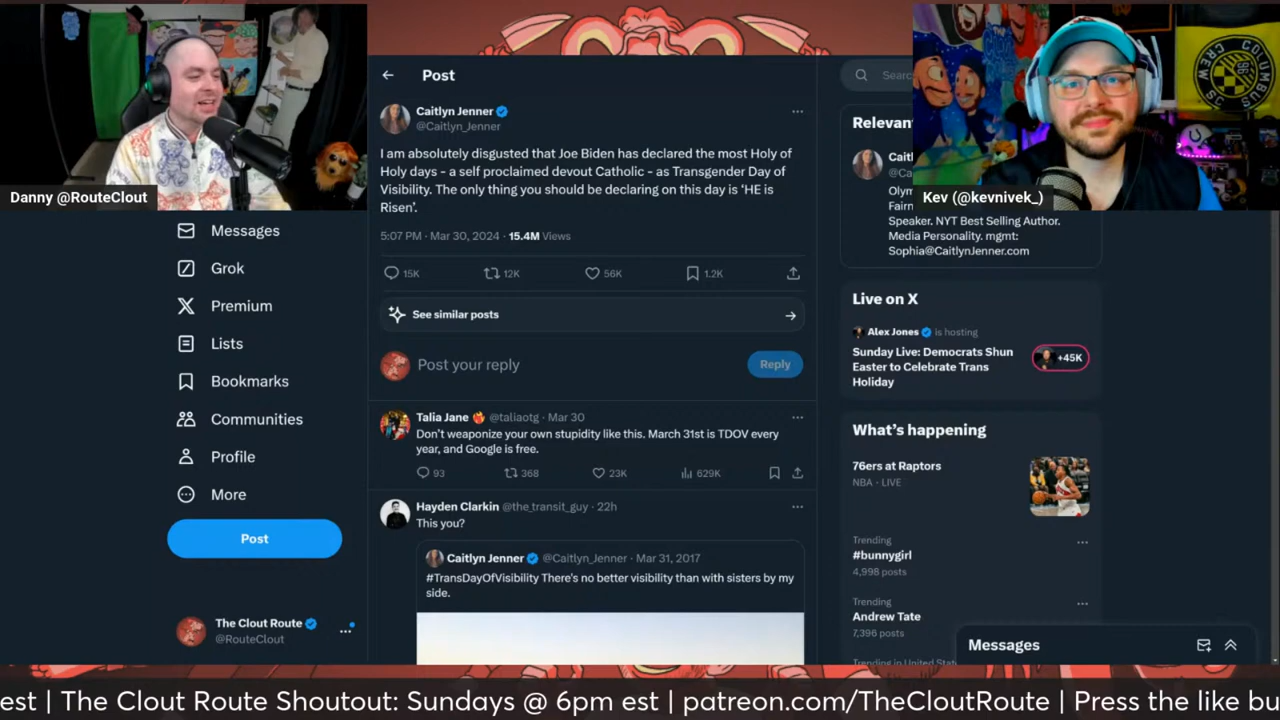 Danny @RouteClout
Messages
Grok
Premium
Lists
Bookmarks
Communities
Profile
More
Post
The Clout Route
@RouteClout
Post
Caitlyn Jenner
@Caitlyn_Jenner
I am absolutely disgusted that Joe Biden has declared the most Holy of
Holy days - a self proclaimed devout Catholic - as Transgender Day of
Visibility. The only thing you should be declaring on this day is ‘HE is
Risen’.
5:07 PM · Mar 30, 2024 · 15.4M Views
15K 12K 56K 1.2K
See similar posts
Post your reply
Reply
Talia Jane @taliaotg · Mar 30
Don’t weaponize your own stupidity like this. March 31st is TDOV every
year, and Google is free.
93 368 23K 629K
Hayden Clarkin @the_transit_guy · 22h
This you?
Caitlyn Jenner @Caitlyn_Jenner · Mar 31, 2017
#TransDayOfVisibility There’s no better visibility than with sisters by my
side.
COLUMBUS
CREW SC
96
Kev (@kevnivek_)
Speaker. NYT Best Selling Author.
Media Personality. mgmt:
Sophia@CaitlynJenner.com
Live on X
Alex Jones is hosting
Sunday Live: Democrats Shun
Easter to Celebrate Trans
Holiday
+45K
What’s happening
76ers at Raptors
NBA · LIVE
Trending
#bunnygirl
4,998 posts
Trending
Andrew Tate
7,396 posts
Messages
The Clout Route Shoutout: Sundays @ 6pm est | patreon.com/TheCloutRoute | Press the like